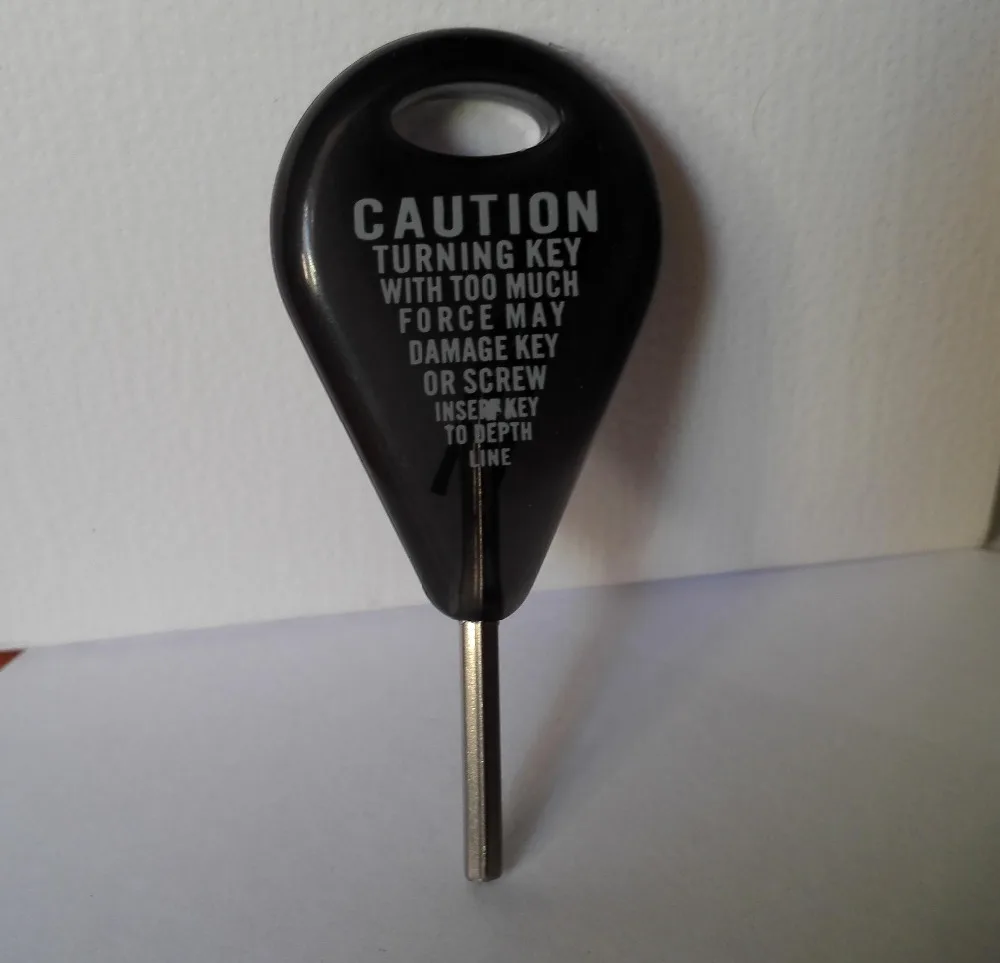 CAUTION
TURNING KEY
WITH TOO MUCH
FORCE MAY
DAMAGE KEY
OR SCREW
INSERT KEY
TO DEPTH
LINE